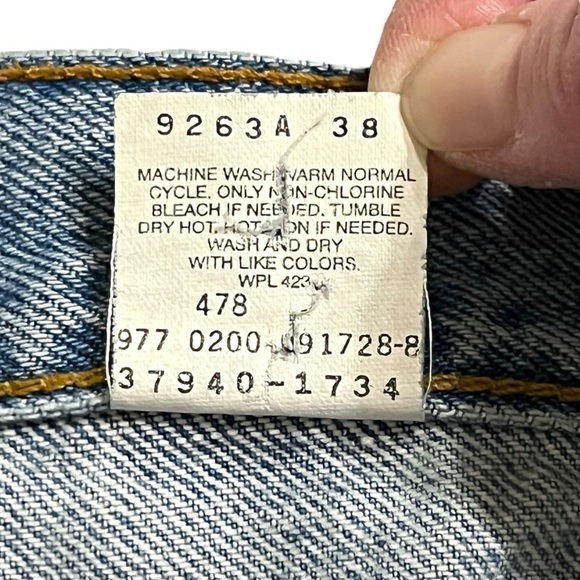 9263A 38
MACHINE WASH WARM NORMAL
CYCLE. ONLY NON-CHLORINE
BLEACH IF NEEDED. TUMBLE
DRY HOT. HOT IRON IF NEEDED.
WASH AND DRY
WITH LIKE COLORS.
WPL 423
478
977 0200 091728-8
37940-1734